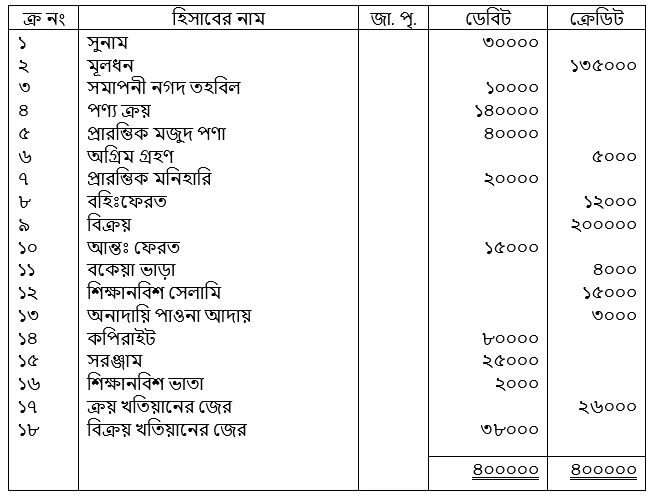 ক্র নং হিসাবের নাম জা. পৃ. ডেবিট ক্রেডিট
১ সুনাম ৩০০০০
২ মূলধন ১৩৫০০০
৩ সমাপনী নগদ তহবিল ১০০০০
৪ পণ্য ক্রয় ১৪০০০০
৫ প্রারম্ভিক মজুদ পণা ৪০০০০
৬ অগ্রিম গ্রহণ ৫০০০
৭ প্রারম্ভিক মনিহারি ২০০০০
৮ বহিঃফেরত ১২০০০
৯ বিক্রয় ২০০০০০
১০ আন্তঃ ফেরত ১৫০০০
১১ বকেয়া ভাড়া ৪০০০
১২ শিক্ষানবিশ সেলামি ১৫০০০
১৩ অনাদায়ি পাওনা আদায় ৩০০০
১৪ কপিরাইট ৮০০০০
১৫ সরঞ্জাম ২৫০০০
১৬ শিক্ষানবিশ ভাতা ২০০০
১৭ ক্রয় খতিয়ানের জের ২৬০০০
১৮ বিক্রয় খতিয়ানের জের ৩৮০০০
৪০০০০০ ৪০০০০০